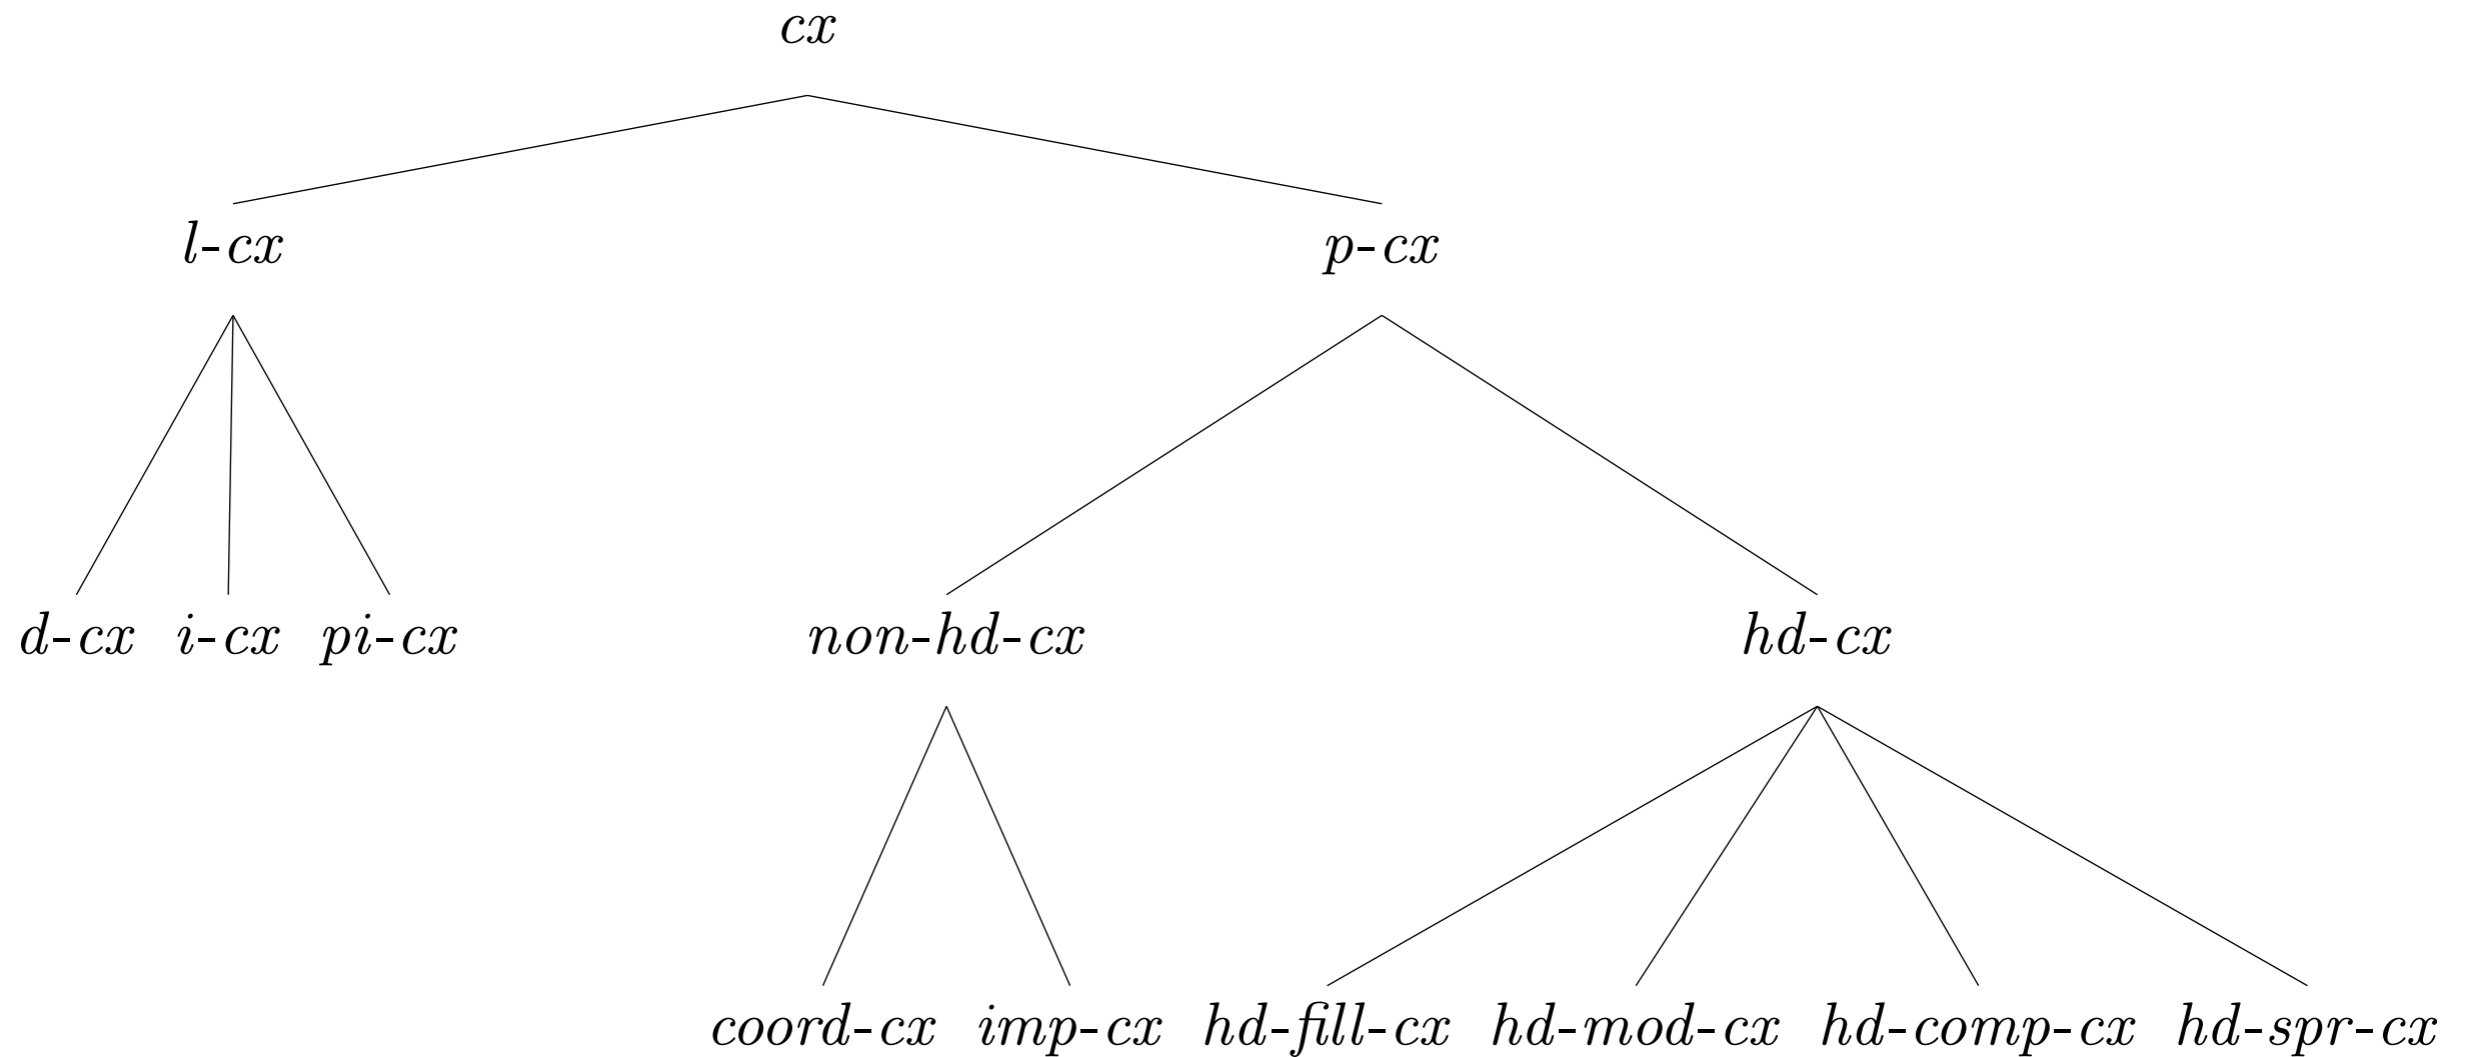 cx
l-cx p-cx
d-cx i-cx pi-cx non-hd-cx hd-cx
coord-cx imp-cx hd-fill-cx hd-mod-cx hd-comp-cx hd-spr-cx